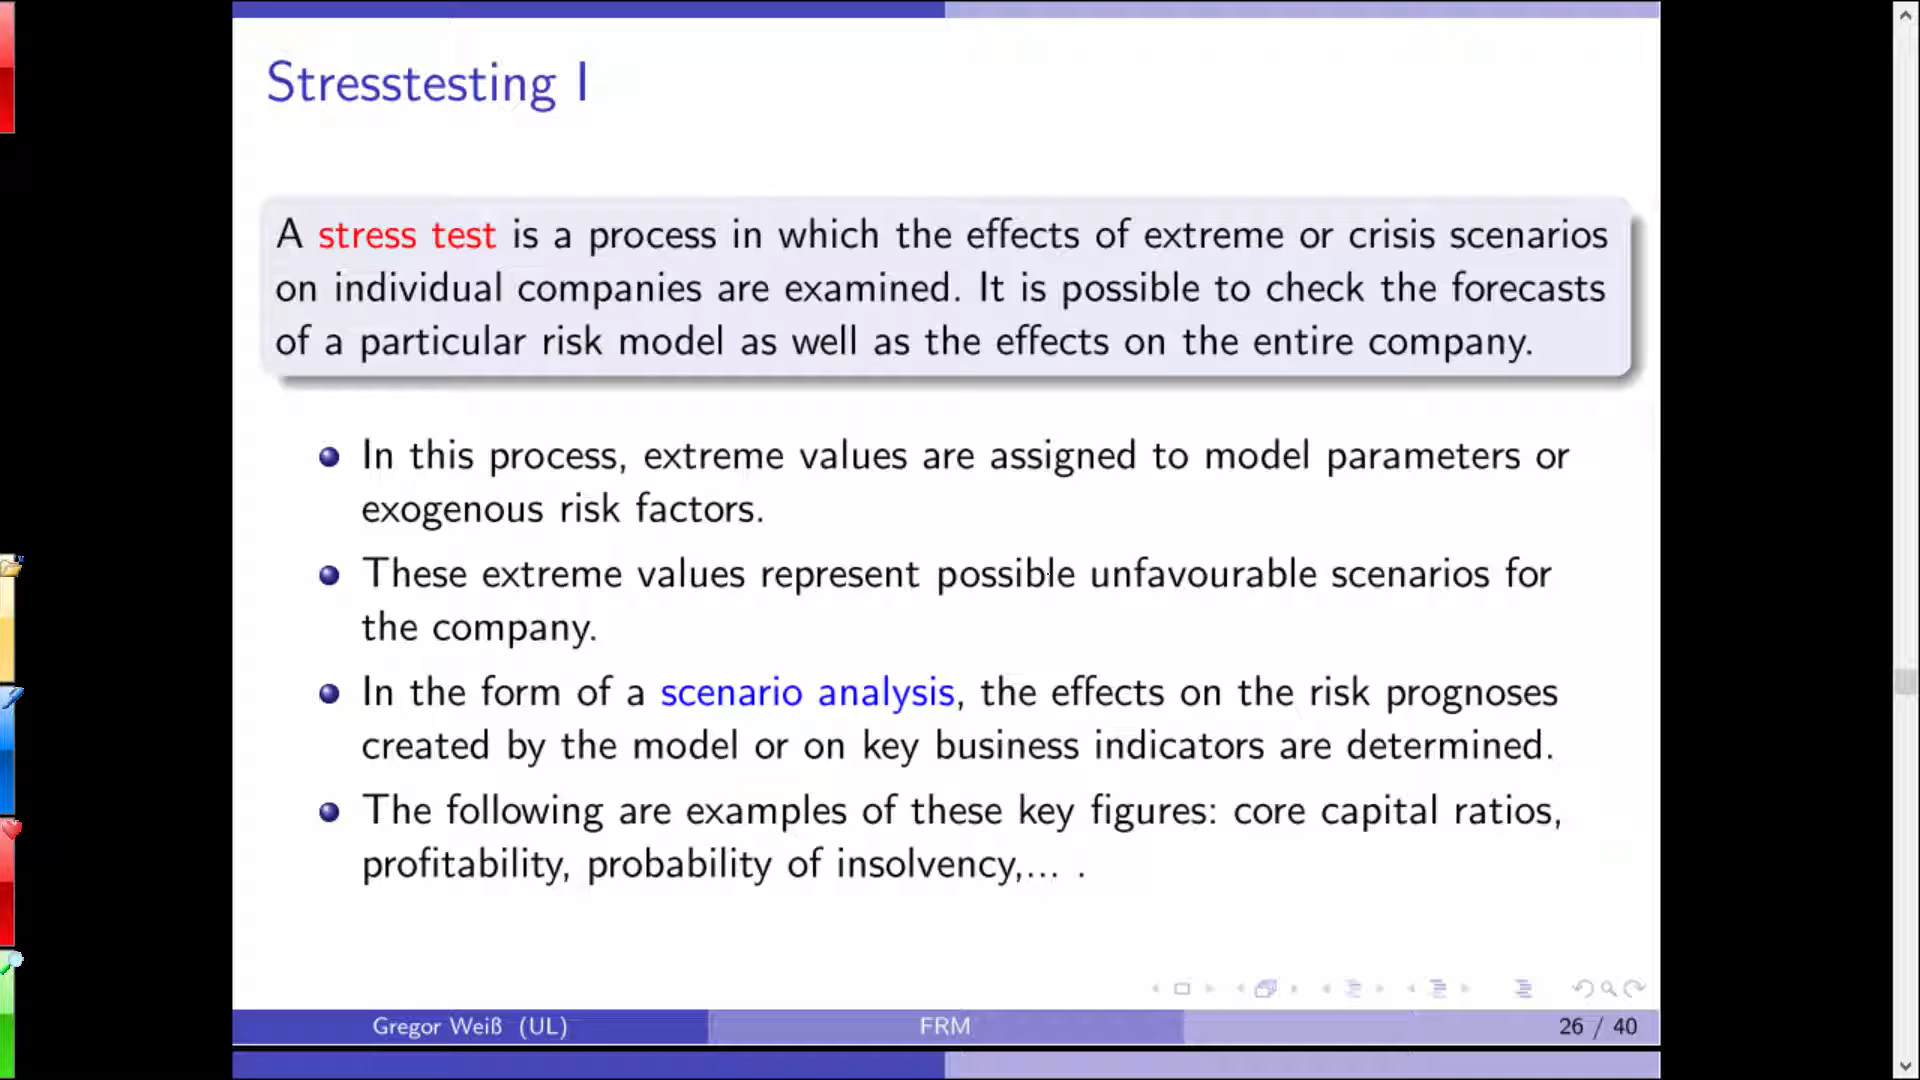 Stresstesting I
A stress test is a process in which the effects of extreme or crisis scenarios
on individual companies are examined. It is possible to check the forecasts
of a particular risk model as well as the effects on the entire company.
In this process, extreme values are assigned to model parameters or
exogenous risk factors.
These extreme values represent possible unfavourable scenarios for
the company.
In the form of a scenario analysis, the effects on the risk prognoses
created by the model or on key business indicators are determined.
The following are examples of these key figures: core capital ratios,
profitability, probability of insolvency,... .
Gregor Weiß (UL) FRM 26 / 40